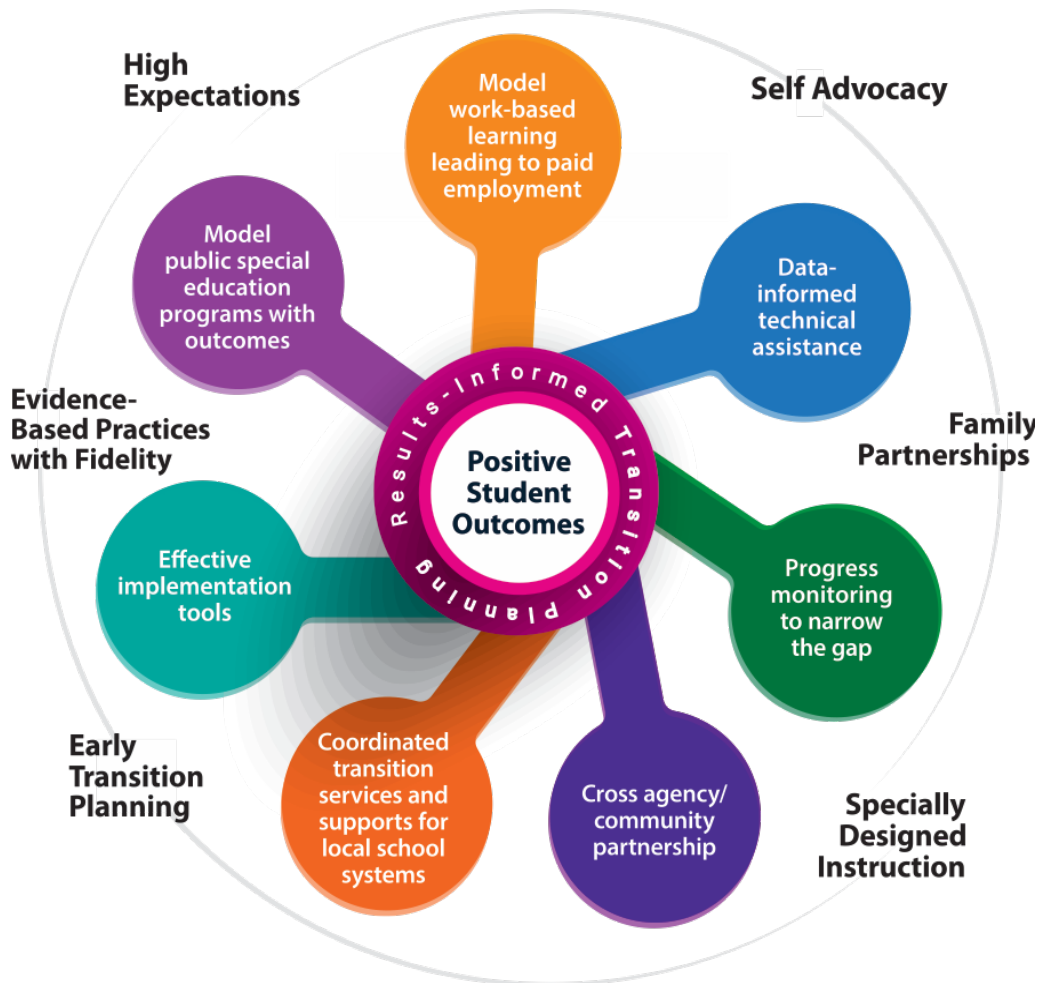 High
Expectations
Self Advocacy
Model
work-based
learning
leading to paid
employment
Model
public special
education
programs with
outcomes
Data-
informed
technical
assistance
Evidence-
Based Practices
with Fidelity
Family
Partnerships
Results-Informed Transition Planning
Positive
Student
Outcomes
Effective
implementation
tools
Progress
monitoring
to narrow
the gap
Early
Transition
Planning
Coordinated
transition
services and
supports for
local school
systems
Cross agency/
community
partnership
Specially
Designed
Instruction